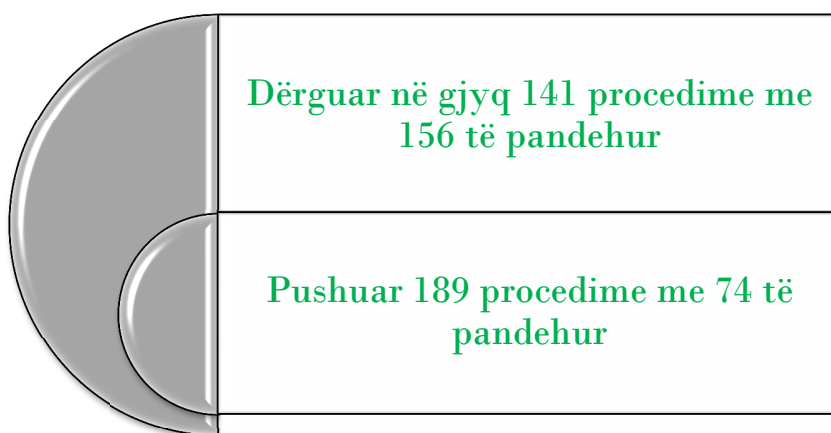 Dërguar në gjyq 141 procedime me
156 të pandehur
Pushuar 189 procedime me 74 të
pandehur